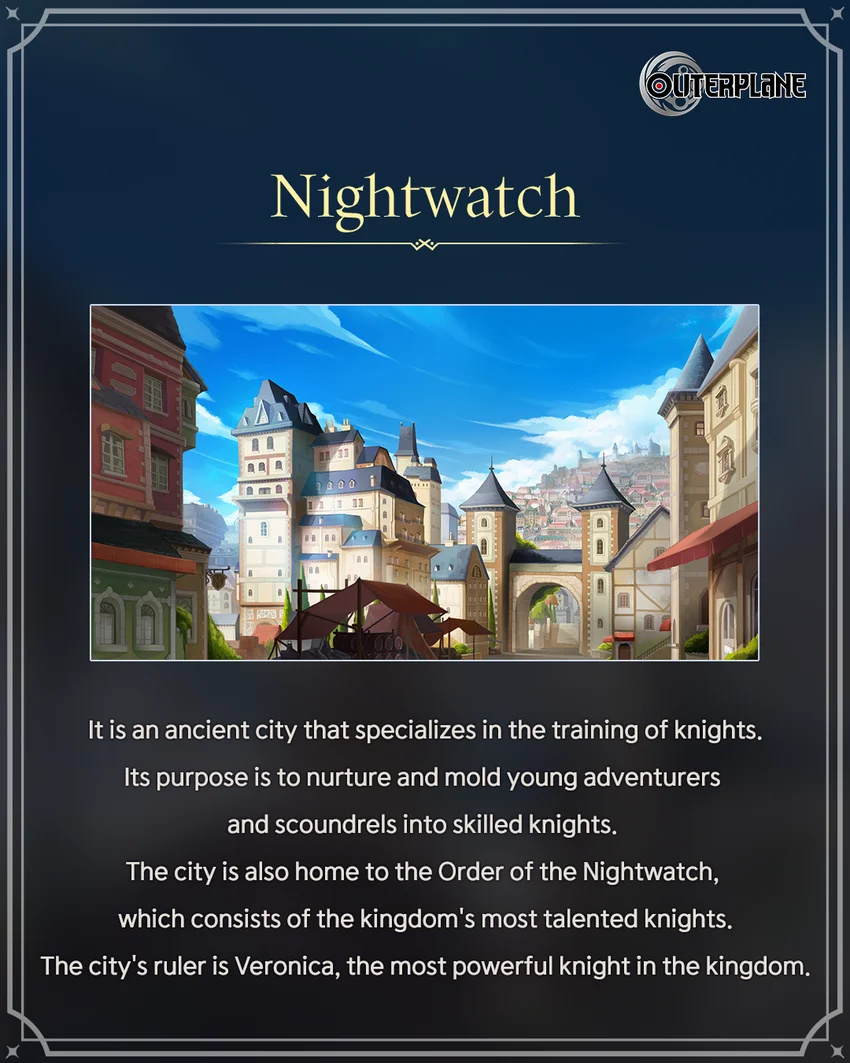 OUTERPLANE
Nightwatch
It is an ancient city that specializes in the training of knights.
Its purpose is to nurture and mold young adventurers
and scoundrels into skilled knights.
The city is also home to the Order of the Nightwatch,
which consists of the kingdom's most talented knights.
The city's ruler is Veronica, the most powerful knight in the kingdom.